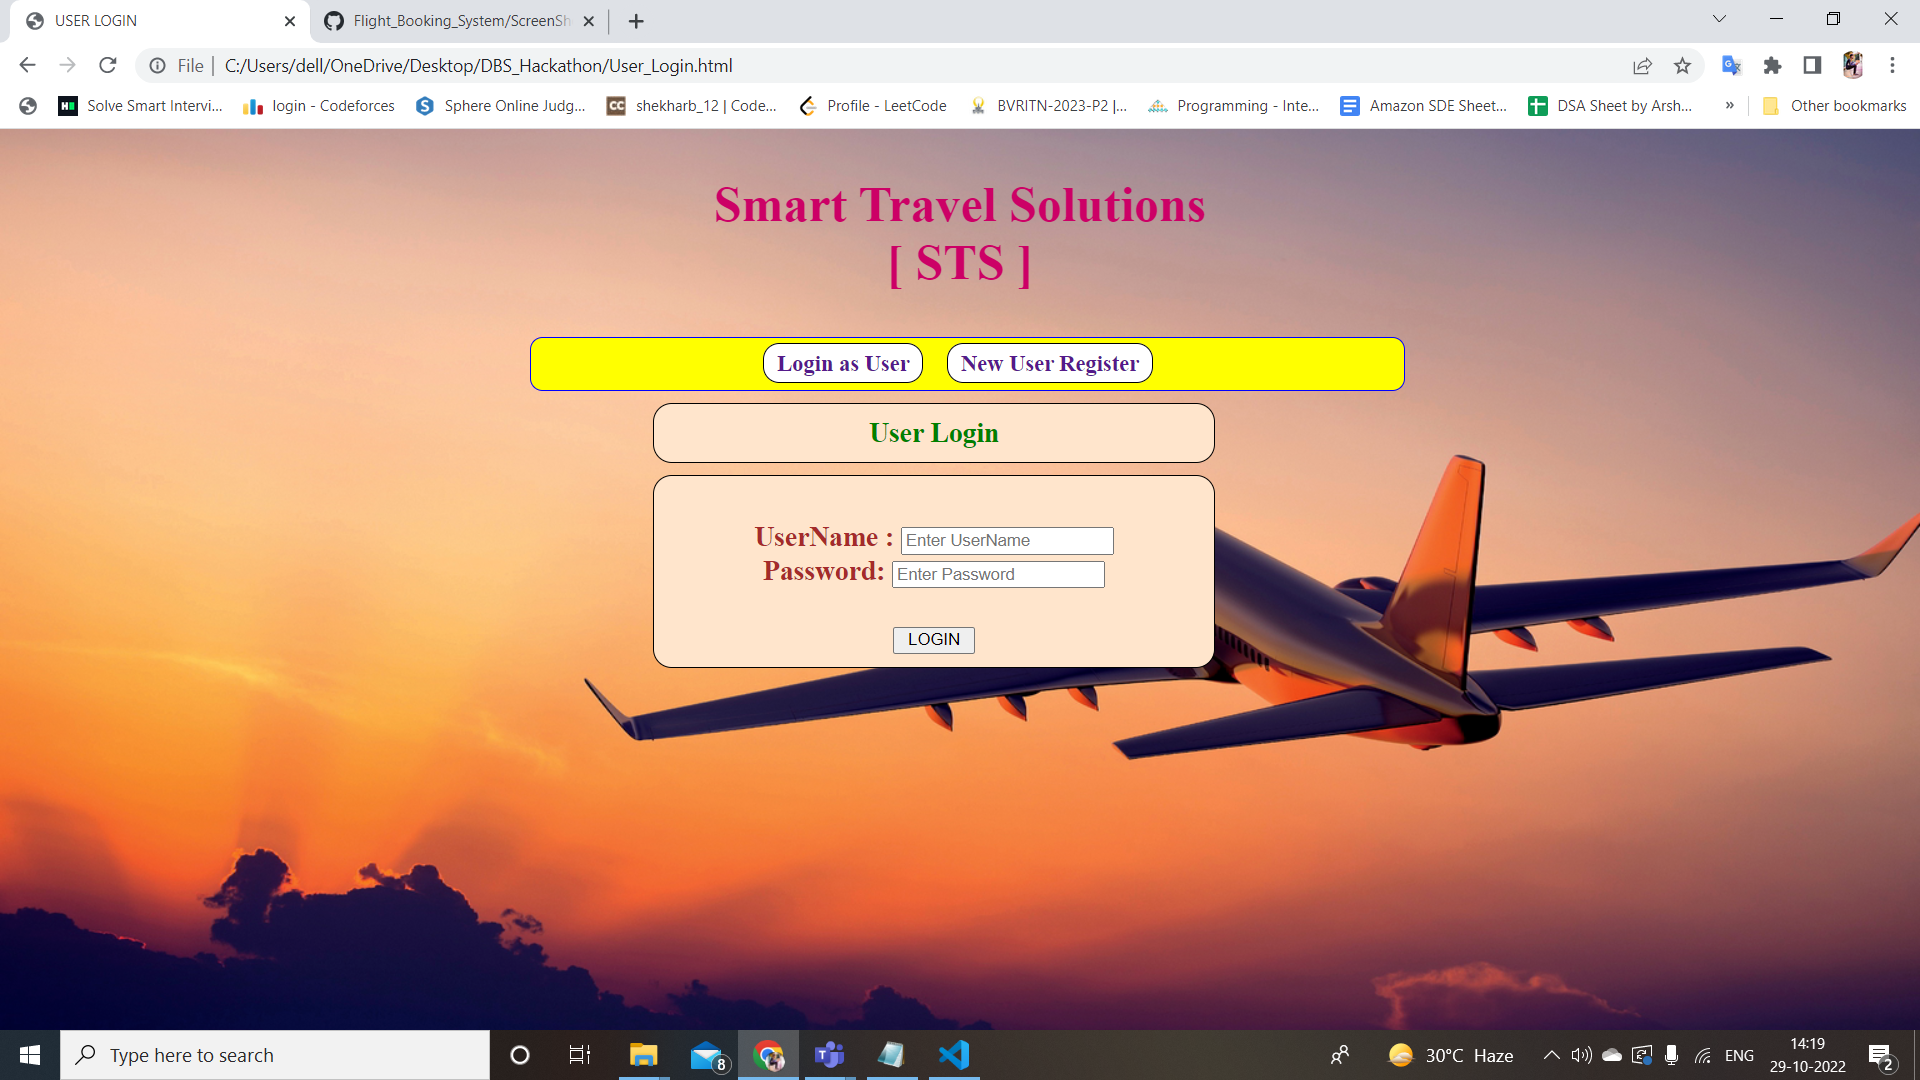 USER LOGIN
Flight_Booking_System/ScreenSh
File | C:/Users/dell/OneDrive/Desktop/DBS_Hackathon/User_Login.html
Solve Smart Intervi... login - Codeforces Sphere Online Judg... shekharb_12 | Code... Profile - LeetCode BVRITN-2023-P2 |... Programming - Inte... Amazon SDE Sheet... DSA Sheet by Arsh... » Other bookmarks
Smart Travel Solutions
[ STS ]
Login as User New User Register
User Login
UserName : Enter UserName
Password: Enter Password
LOGIN
Type here to search
8
30°C Haze
ENG
14:19
29-10-2022
2